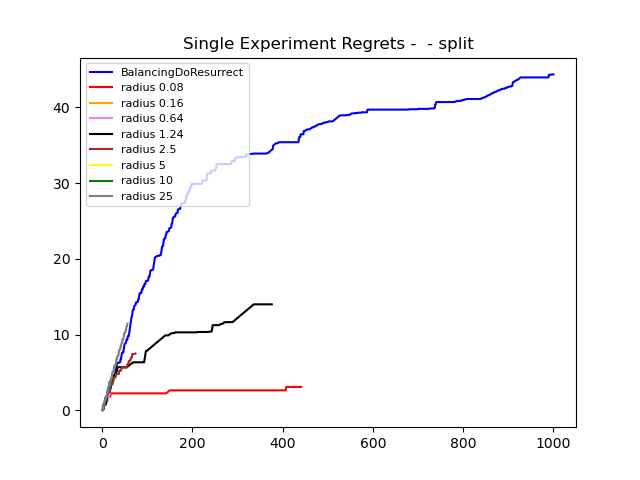 Single Experiment Regrets -  - split
BalancingDoResurrect
radius 0.08
radius 0.16
radius 0.64
radius 1.24
radius 2.5
radius 5
radius 10
radius 25
40
30
20
10
0
0 200 400 600 800 1000